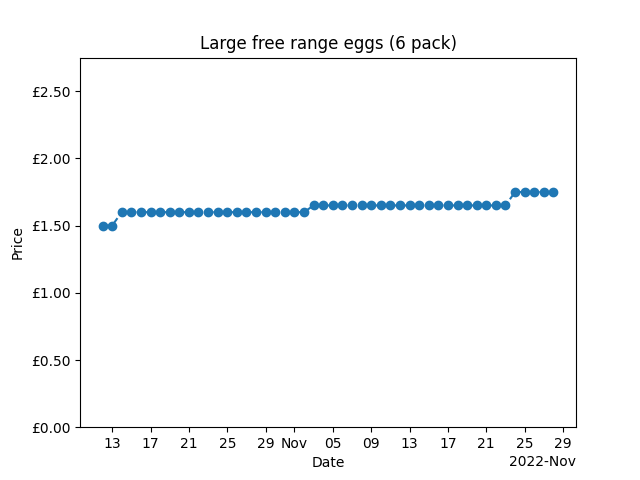 Large free range eggs (6 pack)
£2.50
£2.00
£1.50
£1.00
£0.50
£0.00
Price
13 17 21 25 29 Nov 05 09 13 17 21 25 29
Date
2022-Nov